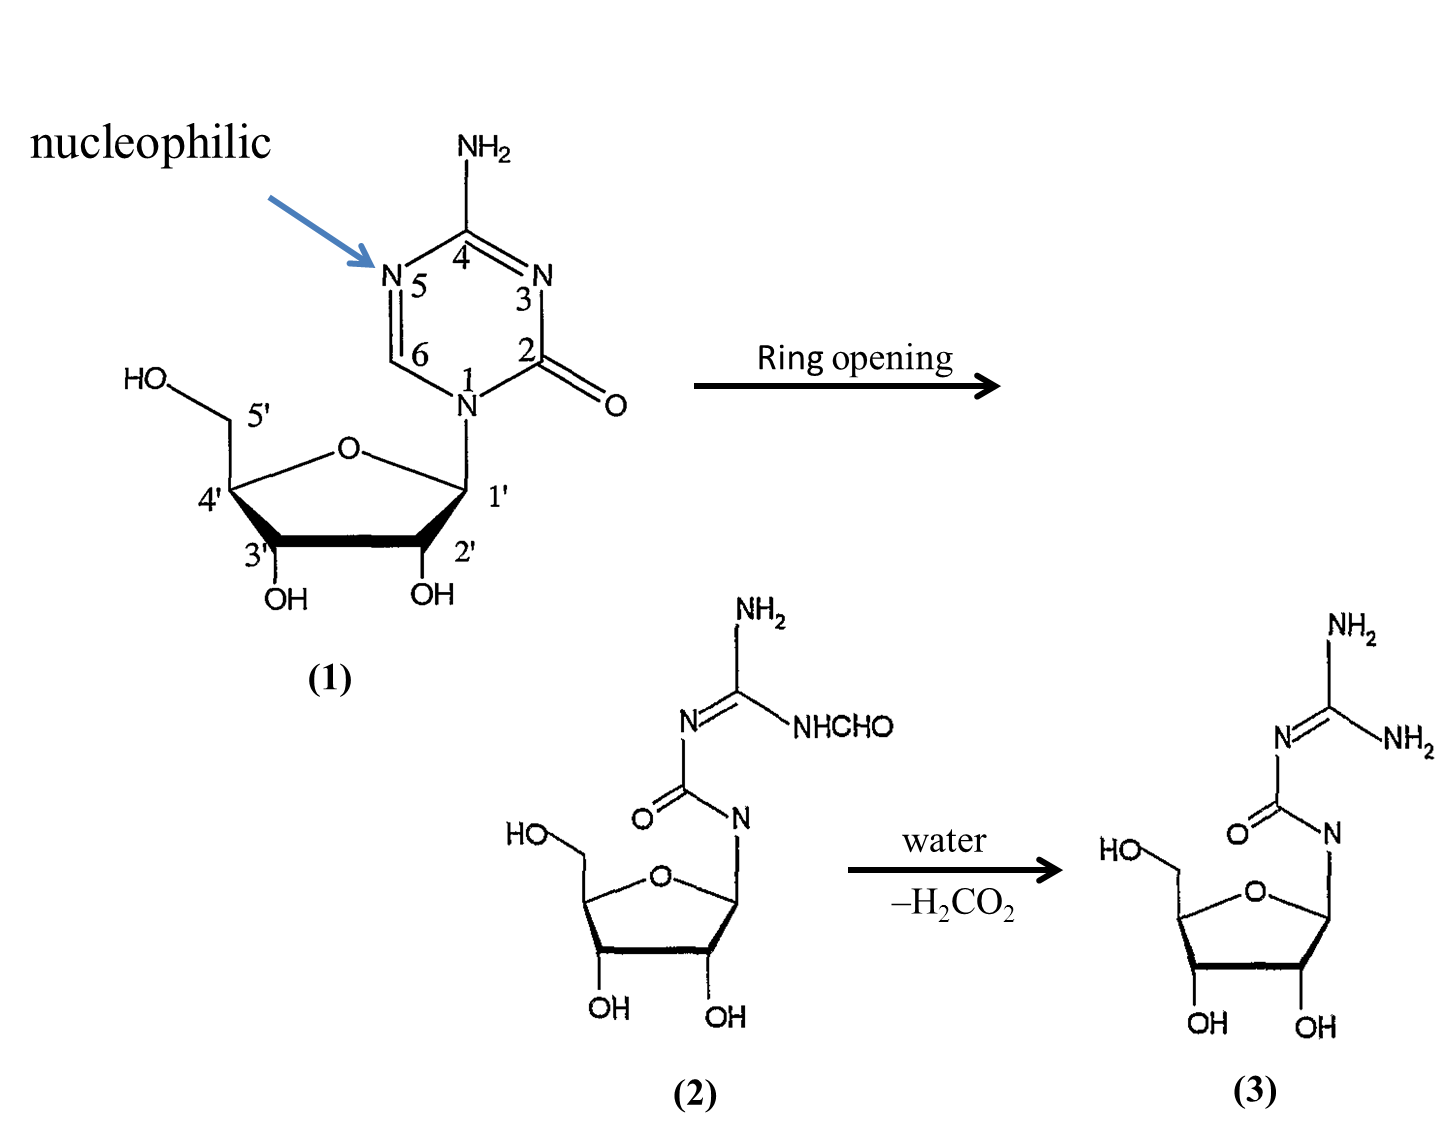 nucleophilic
NH2
4
N
5
N
3
6
2
1
N
O
HO
5'
O
4'
1'
3'
2'
OH
OH
(1)
Ring opening
NH2
N
NHCHO
O
N
HO
O
OH
OH
(2)
water
–H2CO2
NH2
N
NH2
O
N
HO
O
OH
OH
(3)